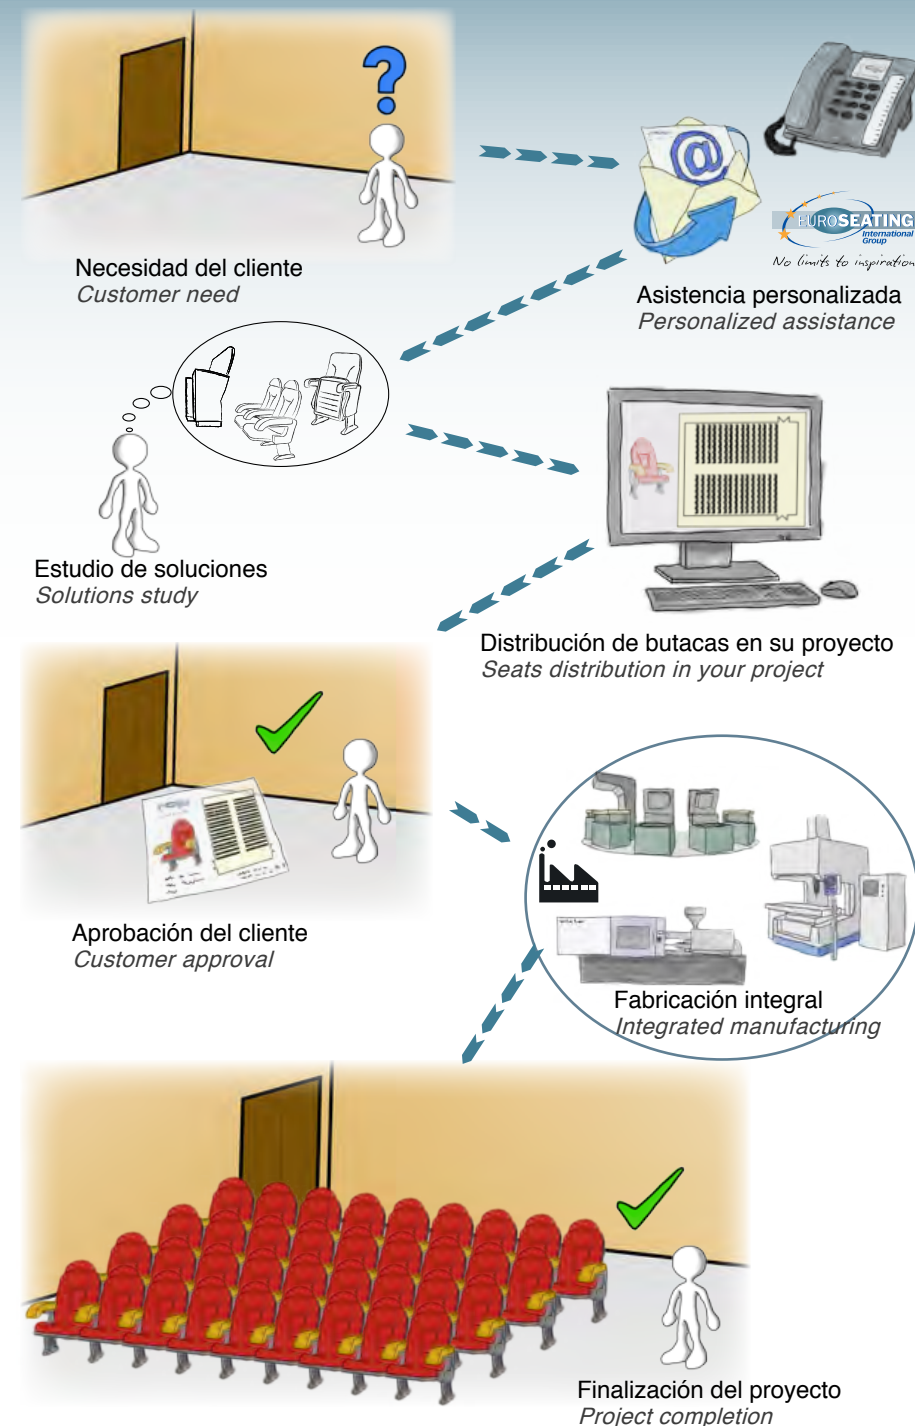 Necesidad del cliente
Customer need
EUROSEATING
International
Group
No limits to inspiration
Asistencia personalizada
Personalized assistance
Estudio de soluciones
Solutions study
Distribución de butacas en su proyecto
Seats distribution in your project
Aprobación del cliente
Customer approval
Fabricación integral
Integrated manufacturing
Finalización del proyecto
Project completion